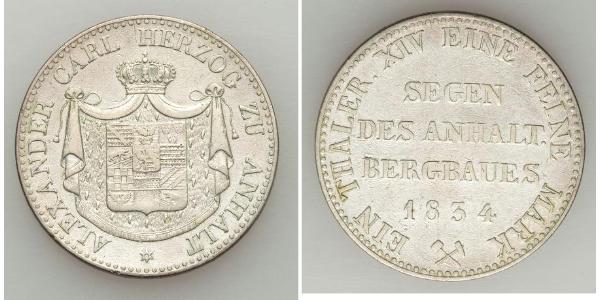 ALEXANDER CARL HERZOG ZU ANHALT
EIN THALER. XIV EINE FEINE MARK
SEGEN
DES ANHALT.
BERGBAUES.
1834